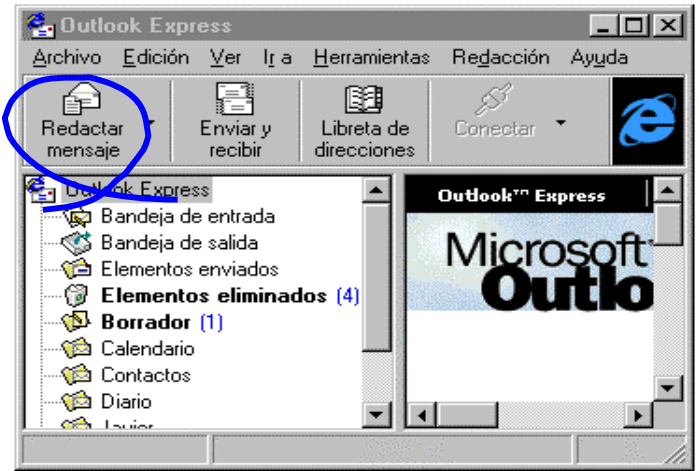 Outlook Express
Archivo Edición Ver Ir a Herramientas Redacción Ayuda
Redactar mensaje
Enviar y recibir
Libreta de direcciones
Conectar
Outlook Express
Bandeja de entrada
Bandeja de salida
Elementos enviados
Elementos eliminados (4)
Borrador (1)
Calendario
Contactos
Diario
Outlook™ Express
Microsoft
Outlo